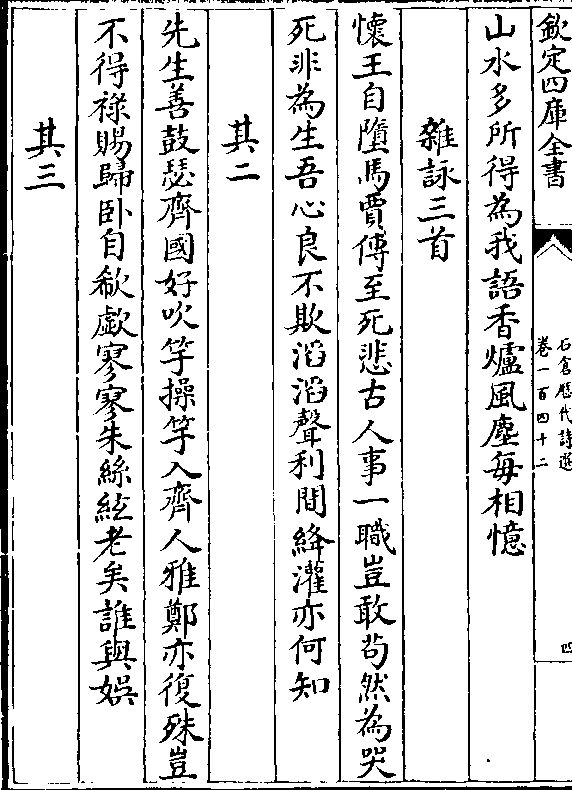 欽定四庫全書
石倉歷代詩選
卷一百四十二
四
山水多所得為我語香爐風塵每相憶
雜詠三首
懷王自墮馬賈傅至死悲古人事一職豈敢茍然為哭
死非為生吾心良不欺滔滔聲利間絳灌亦何知
其二
先生善鼓瑟齊國好吹竽操竽入齊人雅鄭亦復殊豈
不得祿賜歸卧自欷歔寥寥朱絲絃老矣誰與娛
其三